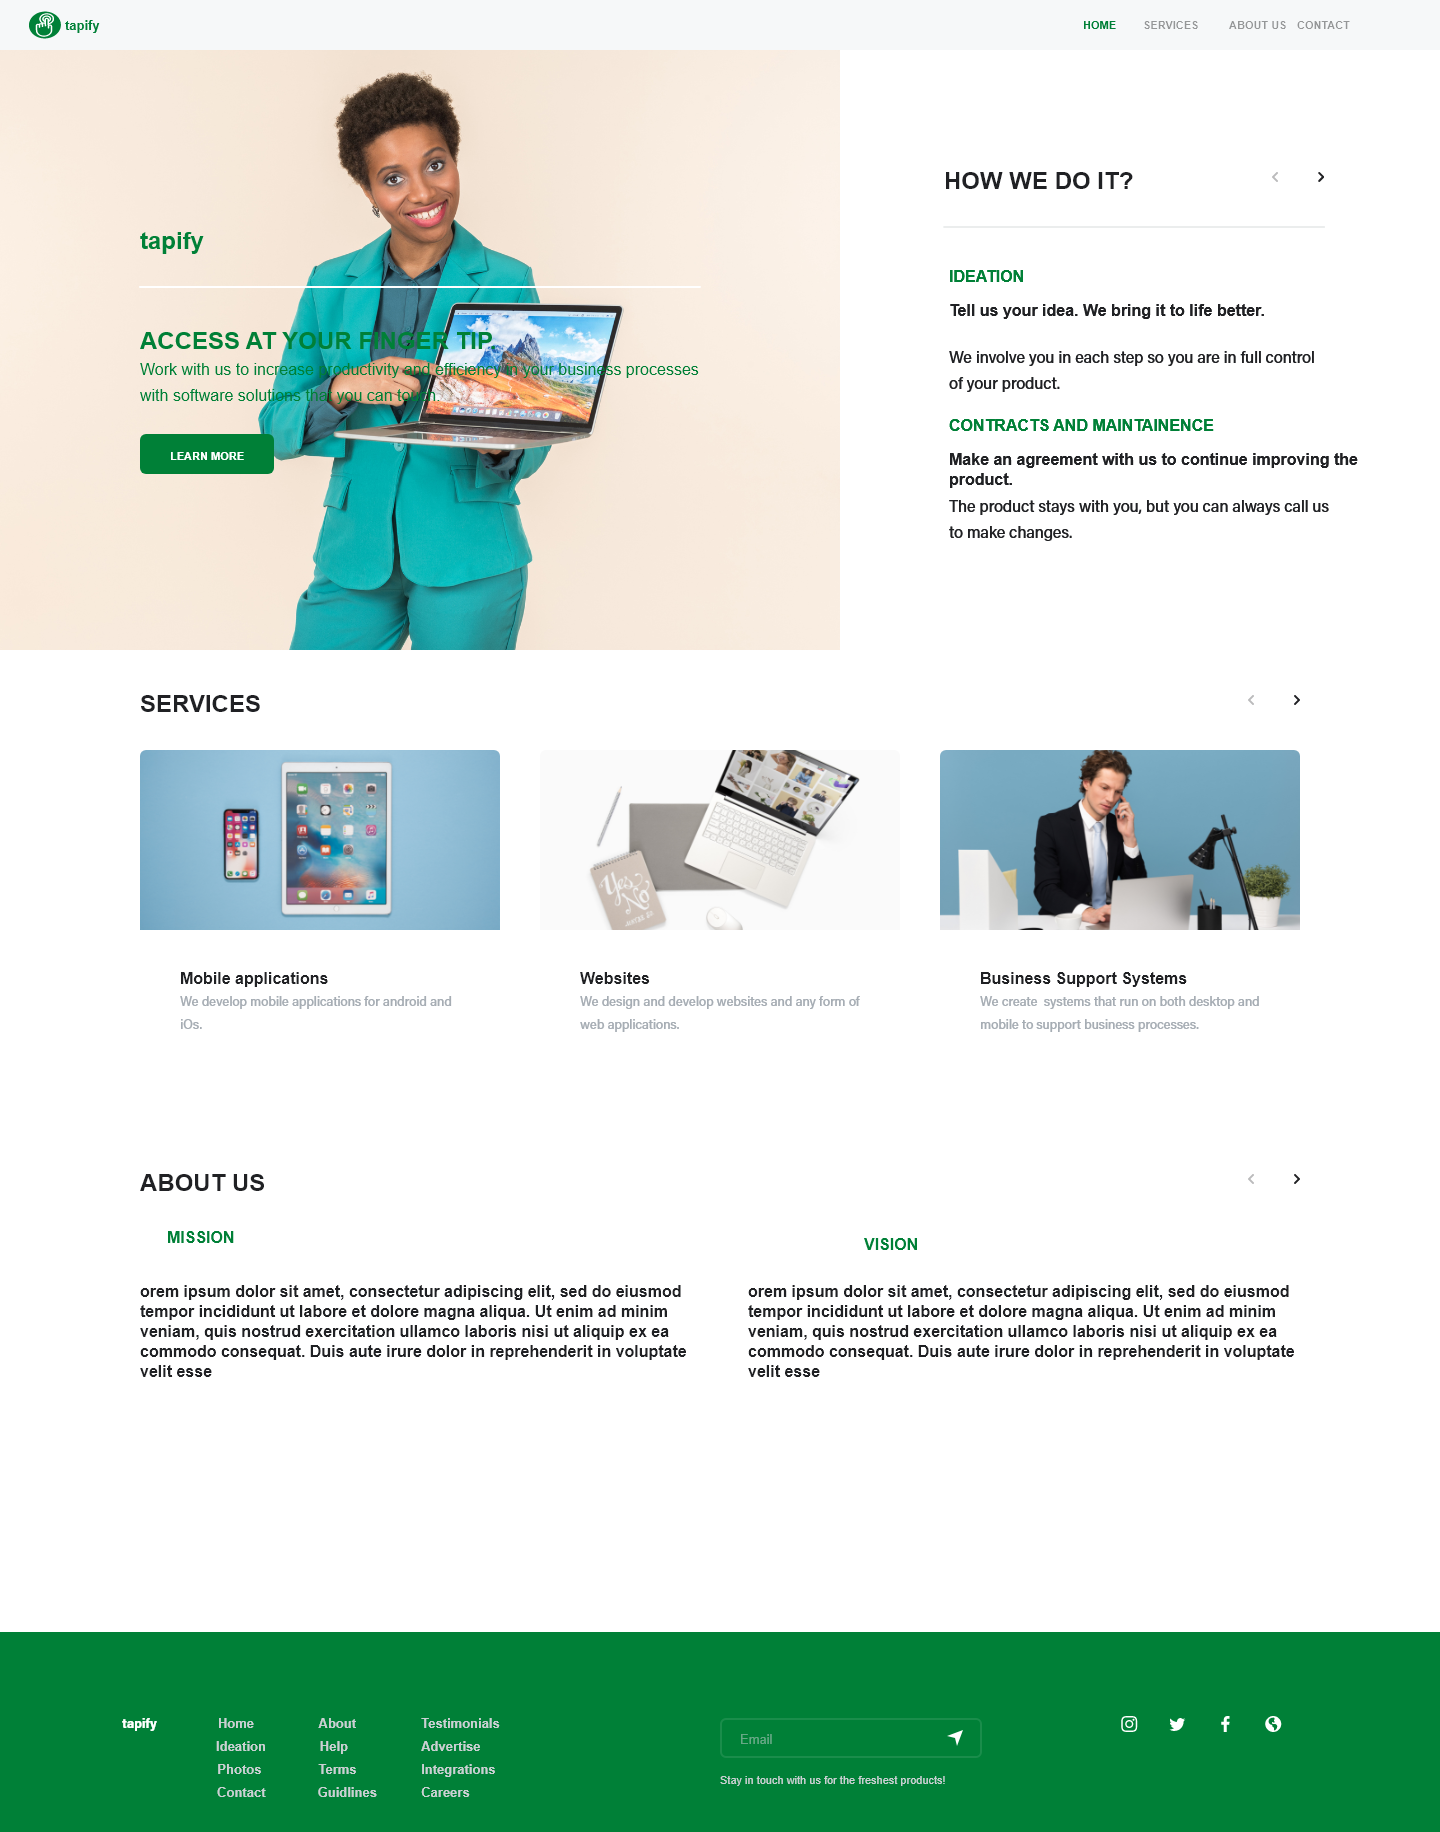 tapify
HOME SERVICES ABOUT US CONTACT
tapify
ACCESS AT YOUR FINGER TIP.
Work with us to increase productivity and efficiency in your business processes
with software solutions that you can touch.
LEARN MORE
HOW WE DO IT?
IDEATION
Tell us your idea. We bring it to life better.
We involve you in each step so you are in full control
of your product.
CONTRACTS AND MAINTAINENCE
Make an agreement with us to continue improving the
product.
The product stays with you, but you can always call us
to make changes.
SERVICES
Yes
No
Mobile applications
We develop mobile applications for android and
iOs.
Websites
We design and develop websites and any form of
web applications.
Business Support Systems
We create  systems that run on both desktop and
mobile to support business processes.
ABOUT US
MISSION
orem ipsum dolor sit amet, consectetur adipiscing elit, sed do eiusmod
tempor incididunt ut labore et dolore magna aliqua. Ut enim ad minim
veniam, quis nostrud exercitation ullamco laboris nisi ut aliquip ex ea
commodo consequat. Duis aute irure dolor in reprehenderit in voluptate
velit esse
VISION
orem ipsum dolor sit amet, consectetur adipiscing elit, sed do eiusmod
tempor incididunt ut labore et dolore magna aliqua. Ut enim ad minim
veniam, quis nostrud exercitation ullamco laboris nisi ut aliquip ex ea
commodo consequat. Duis aute irure dolor in reprehenderit in voluptate
velit esse
tapify
Home
Ideation
Photos
Contact
About
Help
Terms
Guidlines
Testimonials
Advertise
Integrations
Careers
Email
Stay in touch with us for the freshest products!